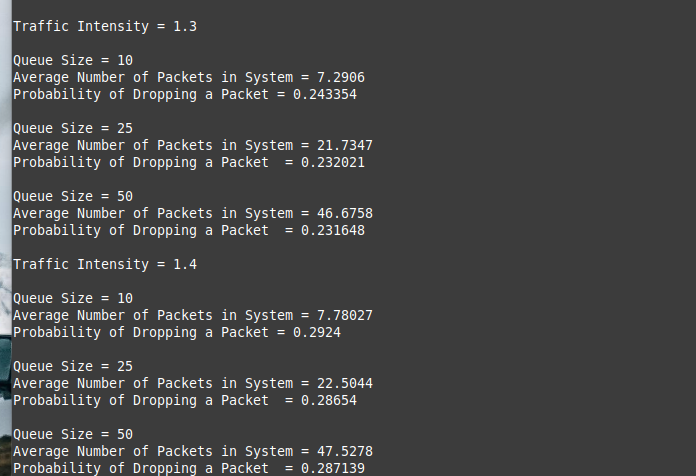 Traffic Intensity = 1.3
Queue Size = 10
Average Number of Packets in System = 7.2906
Probability of Dropping a Packet = 0.243354
Queue Size = 25
Average Number of Packets in System = 21.7347
Probability of Dropping a Packet  = 0.232021
Queue Size = 50
Average Number of Packets in System = 46.6758
Probability of Dropping a Packet  = 0.231648
Traffic Intensity = 1.4
Queue Size = 10
Average Number of Packets in System = 7.78027
Probability of Dropping a Packet = 0.2924
Queue Size = 25
Average Number of Packets in System = 22.5044
Probability of Dropping a Packet  = 0.28654
Queue Size = 50
Average Number of Packets in System = 47.5278
Probability of Dropping a Packet  = 0.287139